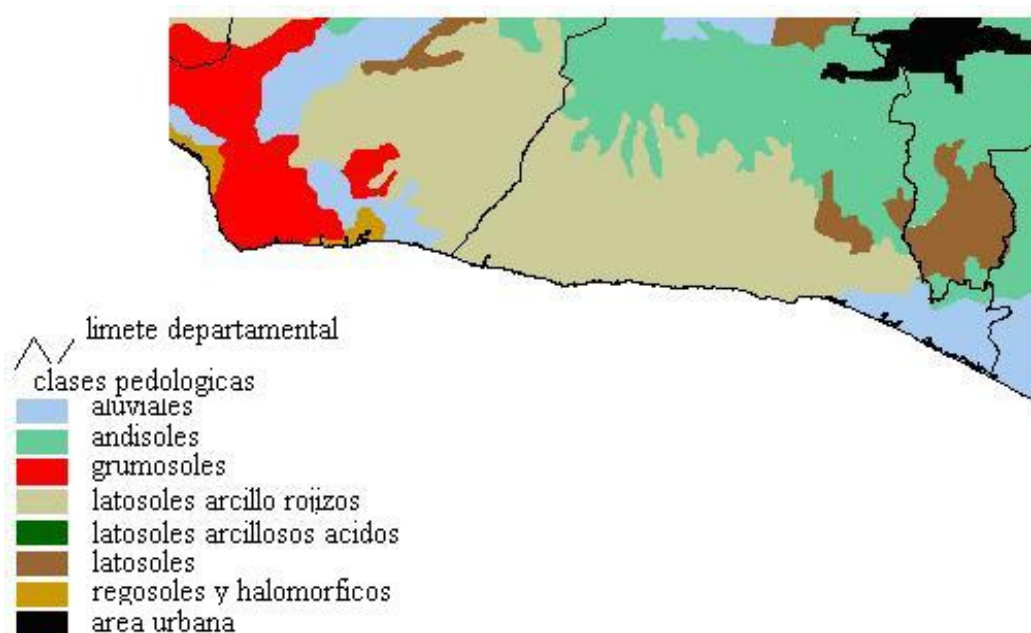 limete departamental
clases pedologicas
aluviales
andisoles
grumosoles
latosoles arcillo rojizos
latosoles arcillosos acidos
latosoles
regosoles y halomorficos
area urbana